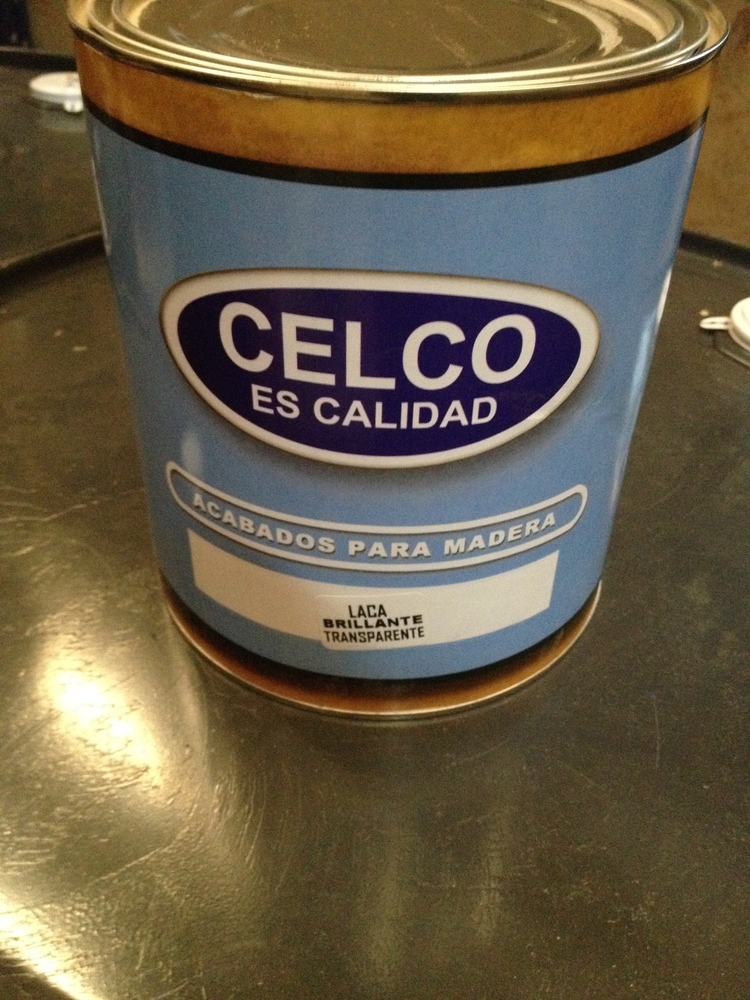 CELCO
ES CALIDAD
ACABADOS PARA MADERA
LACA
BRILLANTE
TRANSPARENTE